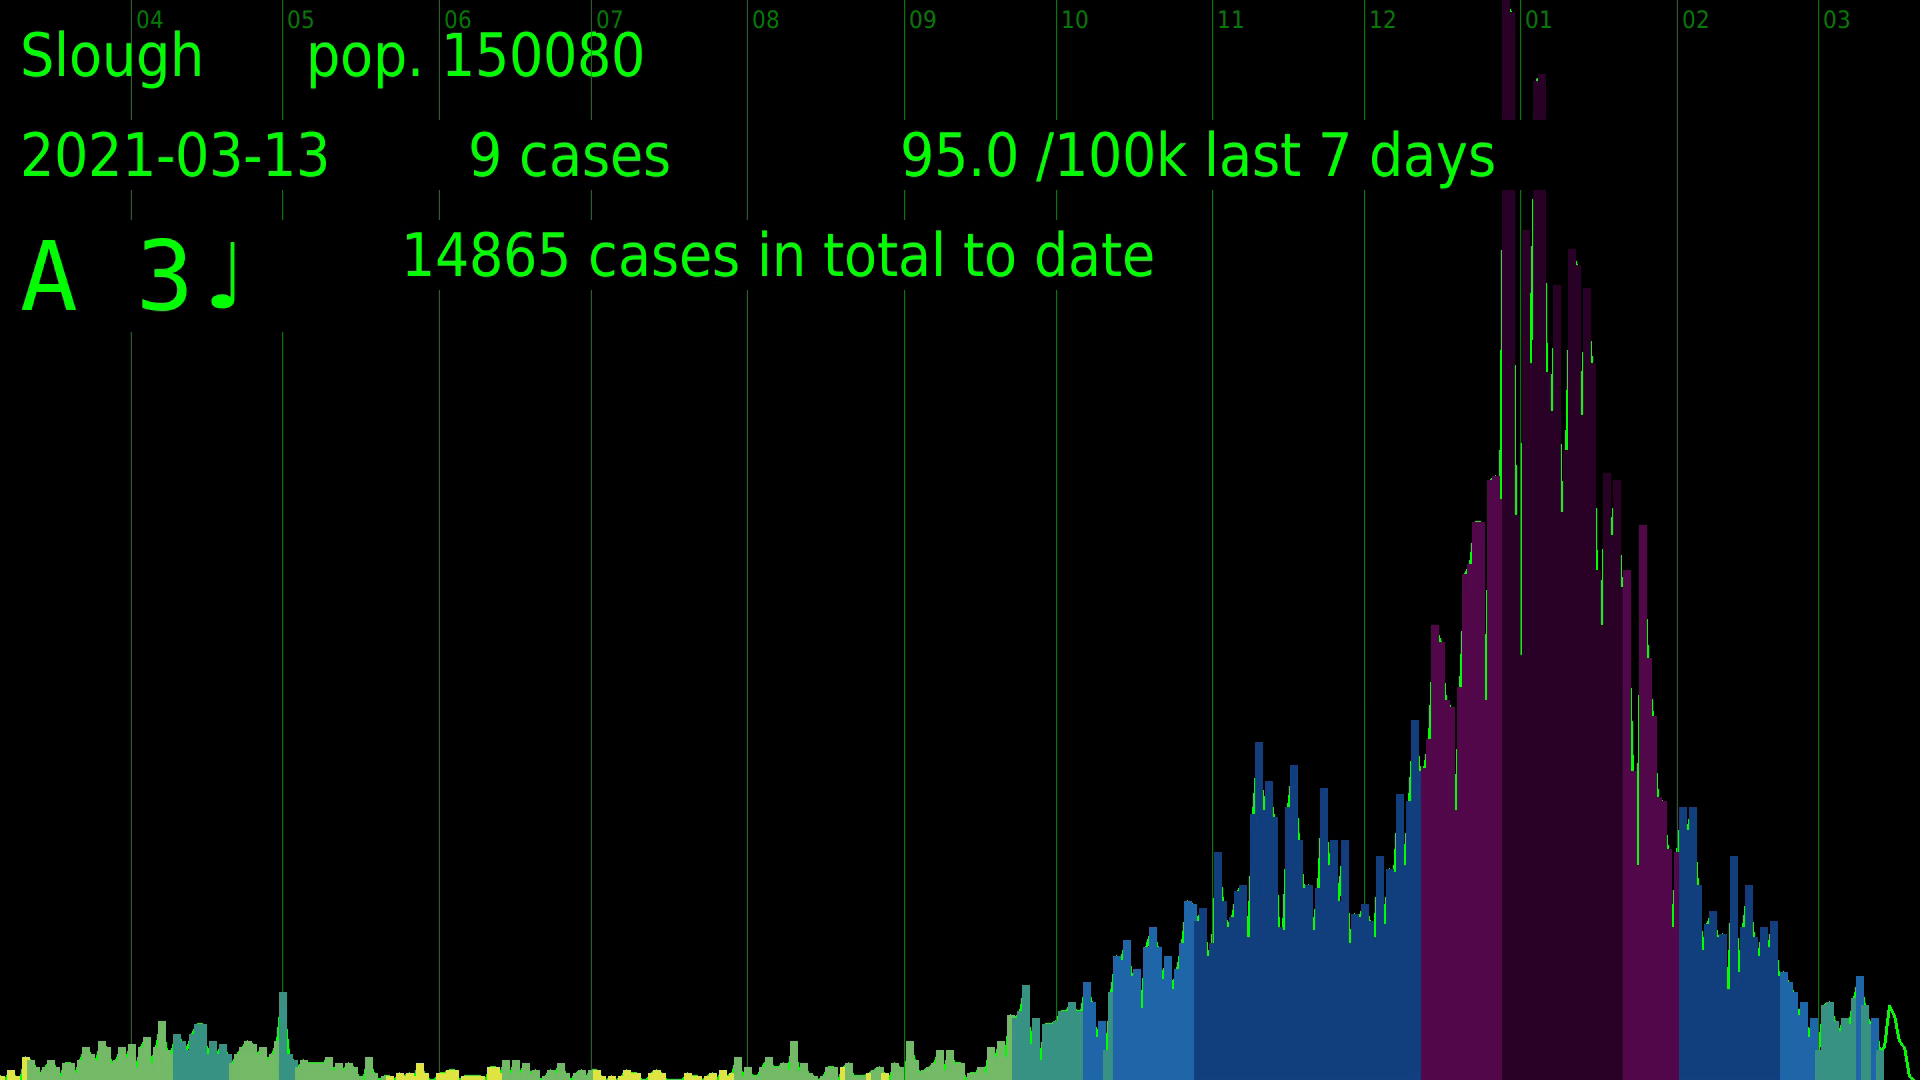 04 05 06 07 08 09 10 11 12 01 02 03
Slough pop. 150080
2021-03-13 9 cases 95.0 /100k last 7 days
A 3♩ 14865 cases in total to date